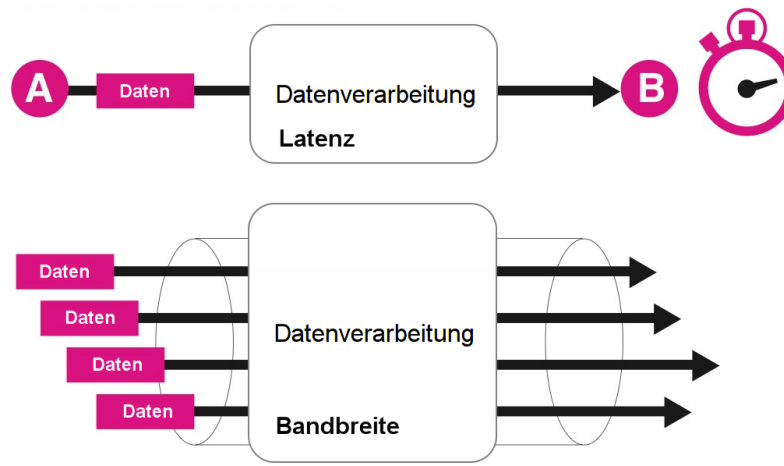 A
Daten
Datenverarbeitung
Latenz
B
Daten
Daten
Daten
Daten
Datenverarbeitung
Bandbreite